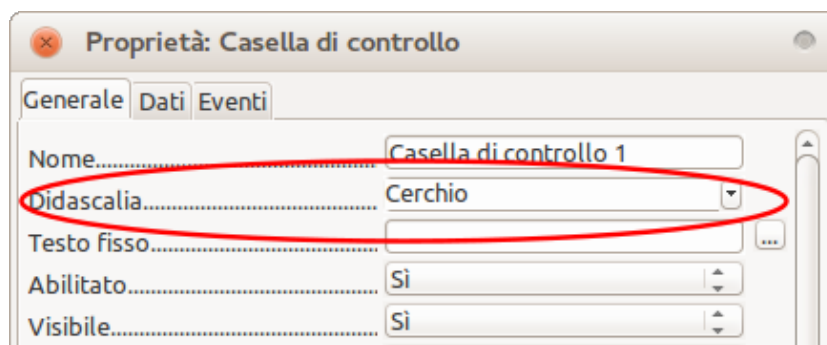 Proprietà: Casella di controllo
Generale Dati Eventi
Nome............................................ Casella di controllo 1
Didascalia..................................... Cerchio
Testo fisso.................................... ...
Abilitato....................................... Sì
Visibile.......................................... Sì